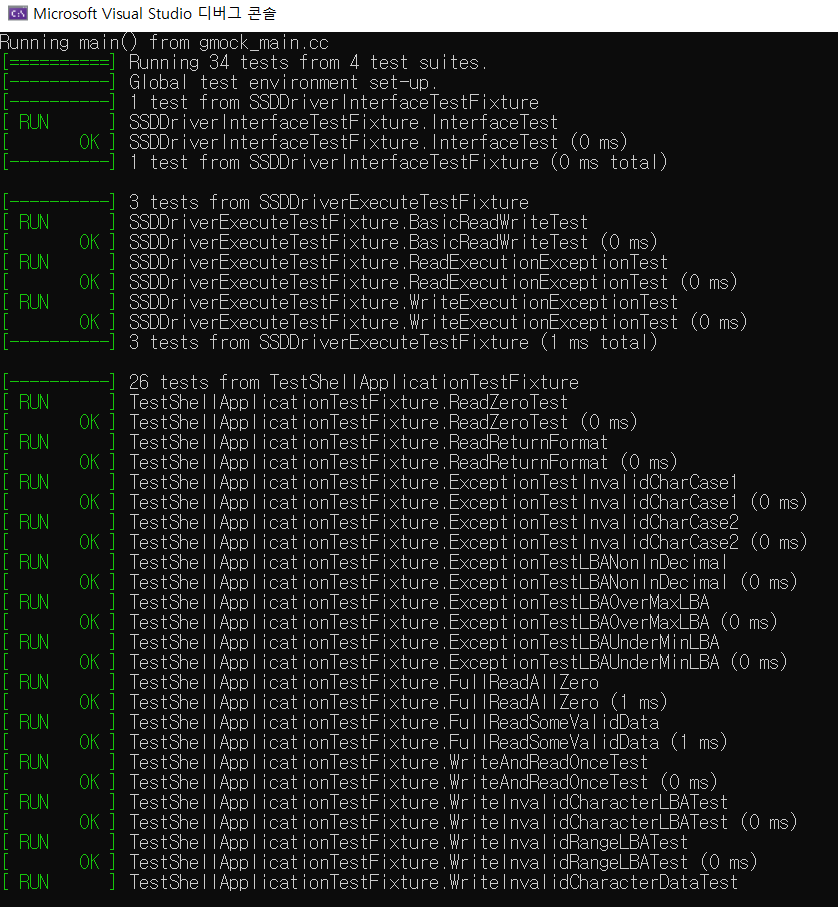 Microsoft Visual Studio 디버그 콘솔
Running main() from gmock_main.cc
[==========] Running 34 tests from 4 test suites.
[----------] Global test environment set-up.
[----------] 1 test from SSDDriverInterfaceTestFixture
[ RUN      ] SSDDriverInterfaceTestFixture.InterfaceTest
[       OK ] SSDDriverInterfaceTestFixture.InterfaceTest (0 ms)
[----------] 1 test from SSDDriverInterfaceTestFixture (0 ms total)
[----------] 3 tests from SSDDriverExecuteTestFixture
[ RUN      ] SSDDriverExecuteTestFixture.BasicReadWriteTest
[       OK ] SSDDriverExecuteTestFixture.BasicReadWriteTest (0 ms)
[ RUN      ] SSDDriverExecuteTestFixture.ReadExecutionExceptionTest
[       OK ] SSDDriverExecuteTestFixture.ReadExecutionExceptionTest (0 ms)
[ RUN      ] SSDDriverExecuteTestFixture.WriteExecutionExceptionTest
[       OK ] SSDDriverExecuteTestFixture.WriteExecutionExceptionTest (0 ms)
[----------] 3 tests from SSDDriverExecuteTestFixture (1 ms total)
[----------] 26 tests from TestShellApplicationTestFixture
[ RUN      ] TestShellApplicationTestFixture.ReadZeroTest
[       OK ] TestShellApplicationTestFixture.ReadZeroTest (0 ms)
[ RUN      ] TestShellApplicationTestFixture.ReadReturnFormat
[       OK ] TestShellApplicationTestFixture.ReadReturnFormat (0 ms)
[ RUN      ] TestShellApplicationTestFixture.ExceptionTestInvalidCharCase1
[       OK ] TestShellApplicationTestFixture.ExceptionTestInvalidCharCase1 (0 ms)
[ RUN      ] TestShellApplicationTestFixture.ExceptionTestInvalidCharCase2
[       OK ] TestShellApplicationTestFixture.ExceptionTestInvalidCharCase2 (0 ms)
[ RUN      ] TestShellApplicationTestFixture.ExceptionTestLBANonInDecimal
[       OK ] TestShellApplicationTestFixture.ExceptionTestLBANonInDecimal (0 ms)
[ RUN      ] TestShellApplicationTestFixture.ExceptionTestLBAOverMaxLBA
[       OK ] TestShellApplicationTestFixture.ExceptionTestLBAOverMaxLBA (0 ms)
[ RUN      ] TestShellApplicationTestFixture.ExceptionTestLBAUnderMinLBA
[       OK ] TestShellApplicationTestFixture.ExceptionTestLBAUnderMinLBA (0 ms)
[ RUN      ] TestShellApplicationTestFixture.FullReadAllZero
[       OK ] TestShellApplicationTestFixture.FullReadAllZero (1 ms)
[ RUN      ] TestShellApplicationTestFixture.FullReadSomeValidData
[       OK ] TestShellApplicationTestFixture.FullReadSomeValidData (1 ms)
[ RUN      ] TestShellApplicationTestFixture.WriteAndReadOnceTest
[       OK ] TestShellApplicationTestFixture.WriteAndReadOnceTest (0 ms)
[ RUN      ] TestShellApplicationTestFixture.WriteInvalidCharacterLBATest
[       OK ] TestShellApplicationTestFixture.WriteInvalidCharacterLBATest (0 ms)
[ RUN      ] TestShellApplicationTestFixture.WriteInvalidRangeLBATest
[       OK ] TestShellApplicationTestFixture.WriteInvalidRangeLBATest (0 ms)
[ RUN      ] TestShellApplicationTestFixture.WriteInvalidCharacterDataTest